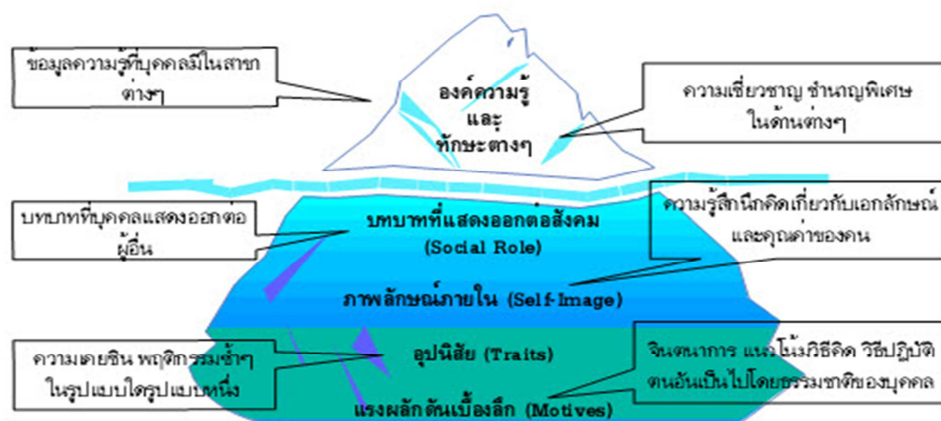 ข้อมูลความรู้ที่บุคคลมีในสาขา
ต่างๆ
องค์ความรู้
และ
ทักษะต่างๆ
ความเชี่ยวชาญ ชำนาญพิเศษ
ในด้านต่างๆ
บทบาทที่บุคคลแสดงออกต่อ
ผู้อื่น
บทบาทที่แสดงออกต่อสังคม
(Social Role)
ความรู้สึกนึกคิดเกี่ยวกับเอกลักษณ์
และคุณค่าของคน
ภาพลักษณ์ภายใน (Self-Image)
ความเคยชิน พฤติกรรมซ้ำๆ
ในรูปแบบใดรูปแบบหนึ่ง
อุปนิสัย (Traits)
แรงผลักดันเบื้องลึก (Motives)
จินตนาการ แนวโน้มวิธีคิด วิธีปฏิบัติ
ตนอันเป็นไปโดยธรรมชาติของบุคคล